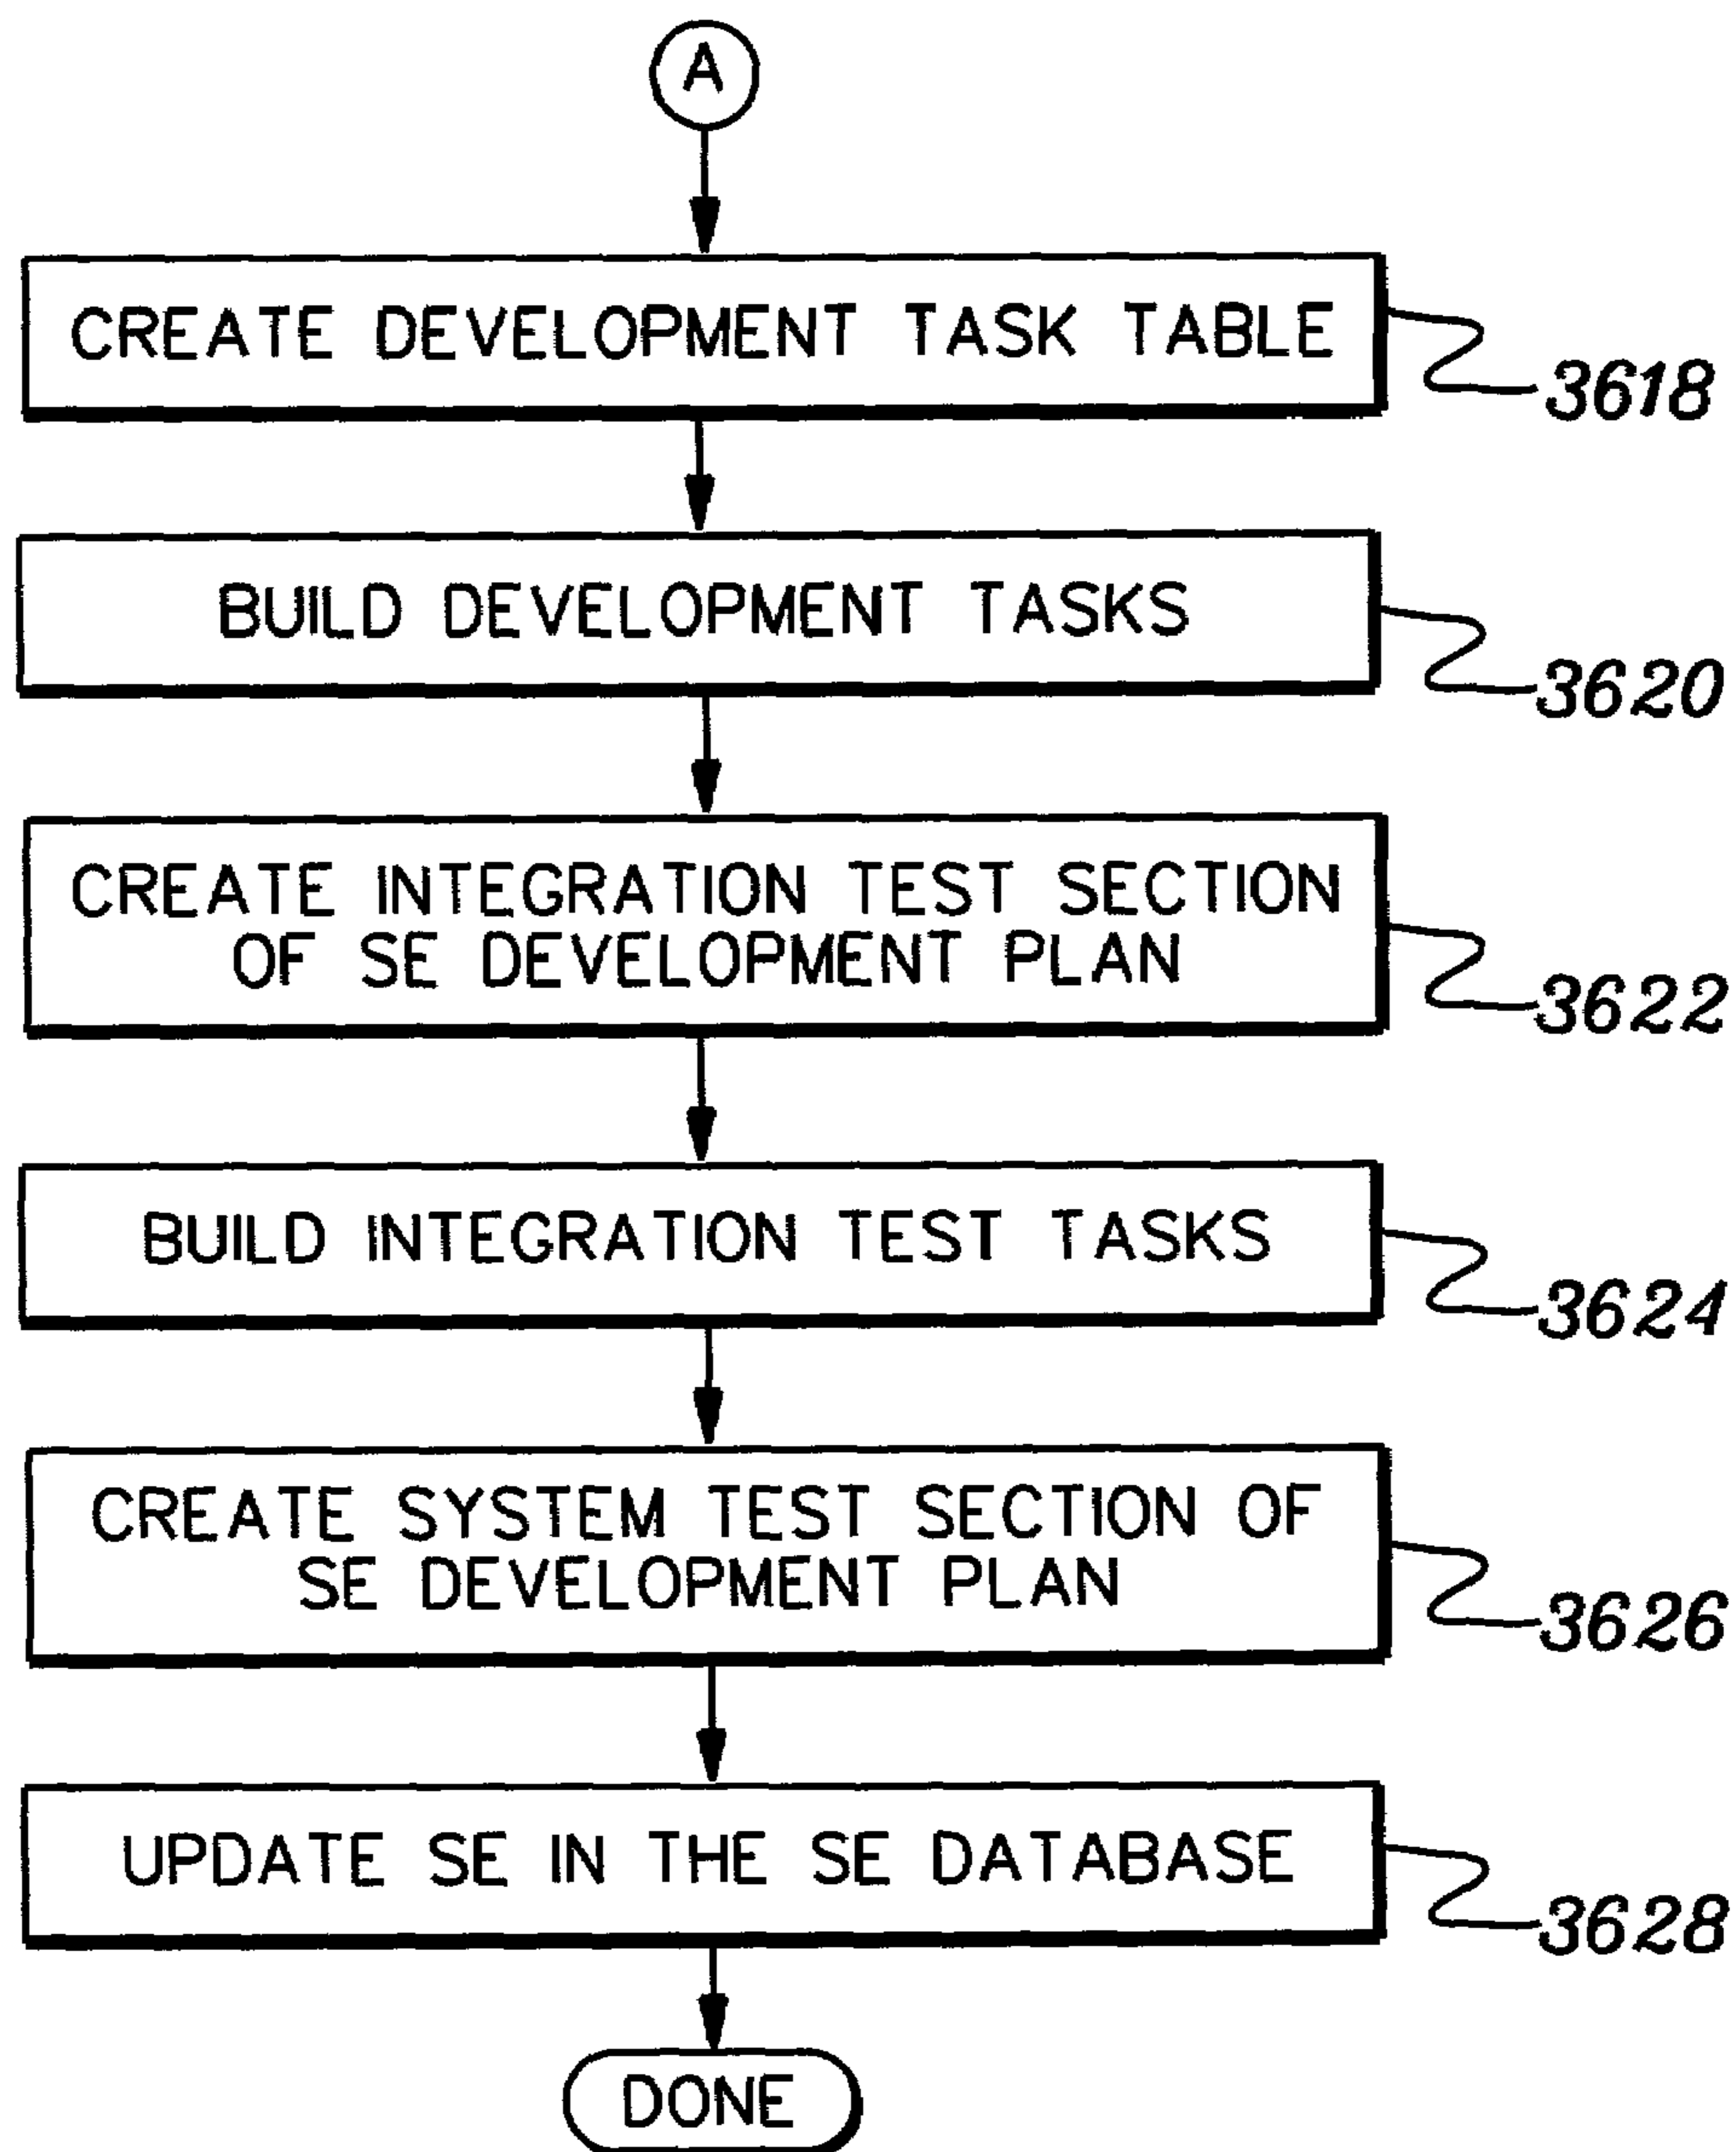 A
CREATE DEVELOPMENT TASK TABLE
3618
BUILD DEVELOPMENT TASKS
3620
CREATE INTEGRATION TEST SECTION
OF SE DEVELOPMENT PLAN
3622
BUILD INTEGRATION TEST TASKS
3624
CREATE SYSTEM TEST SECTION OF
SE DEVELOPMENT PLAN
3626
UPDATE SE IN THE SE DATABASE
3628
DONE